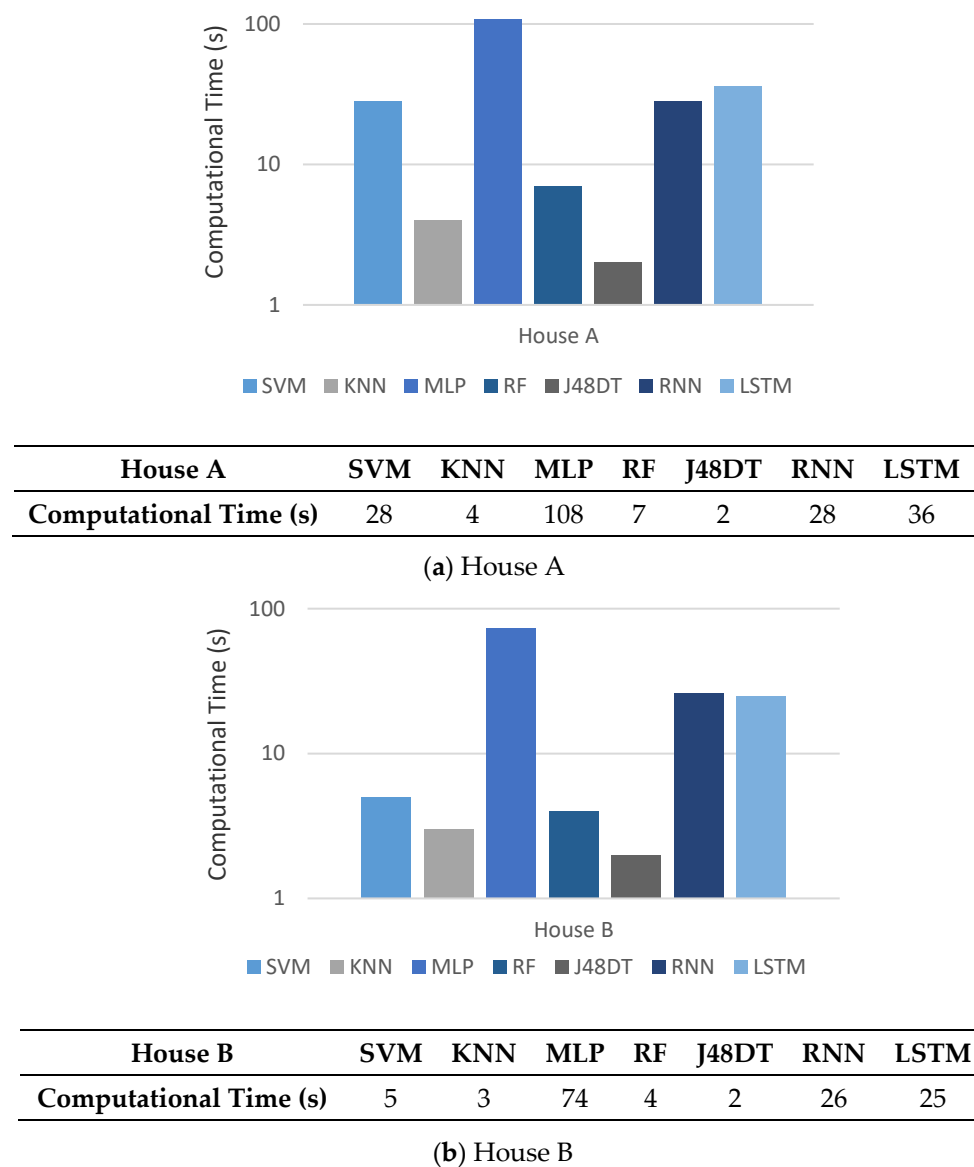 100
10
1
Computational Time (s)
House A
SVM KNN MLP RF J48DT RNN LSTM
House A SVM KNN MLP RF J48DT RNN LSTM
Computational Time (s) 28 4 108 7 2 28 36
(a) House A
100
10
1
Computational Time (s)
House B
SVM KNN MLP RF J48DT RNN LSTM
House B SVM KNN MLP RF J48DT RNN LSTM
Computational Time (s) 5 3 74 4 2 26 25
(b) House B